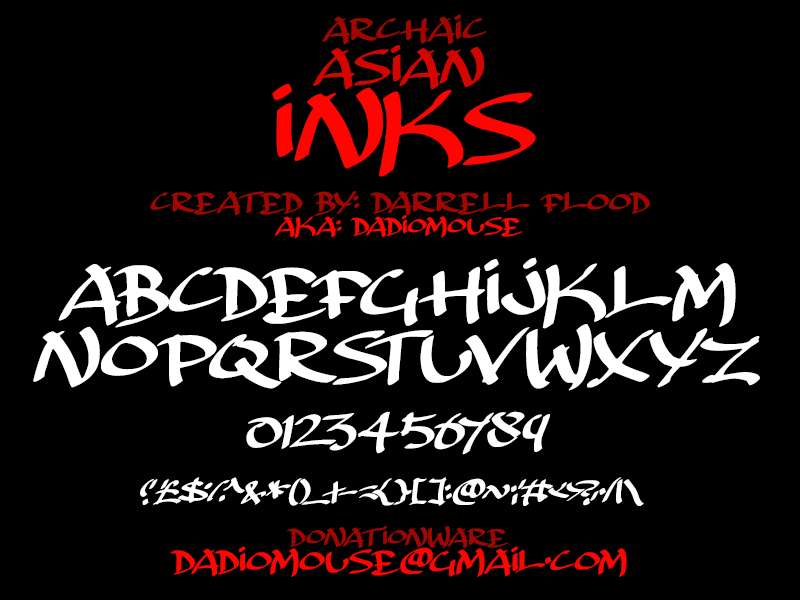 ARCHAiC
ASiAN
iNKS
CREATED BY: DARRELL FLOOD
AKA: DADiOMOUSE
ABCDEFGHiJKLM
NOPQRSTUVWXYZ
0123456789
!"£$%^&*()_+-={}[]:@~;'#<>?,./|\
DONATiONWARE
DADiOMOUSE@GMAiL.COM